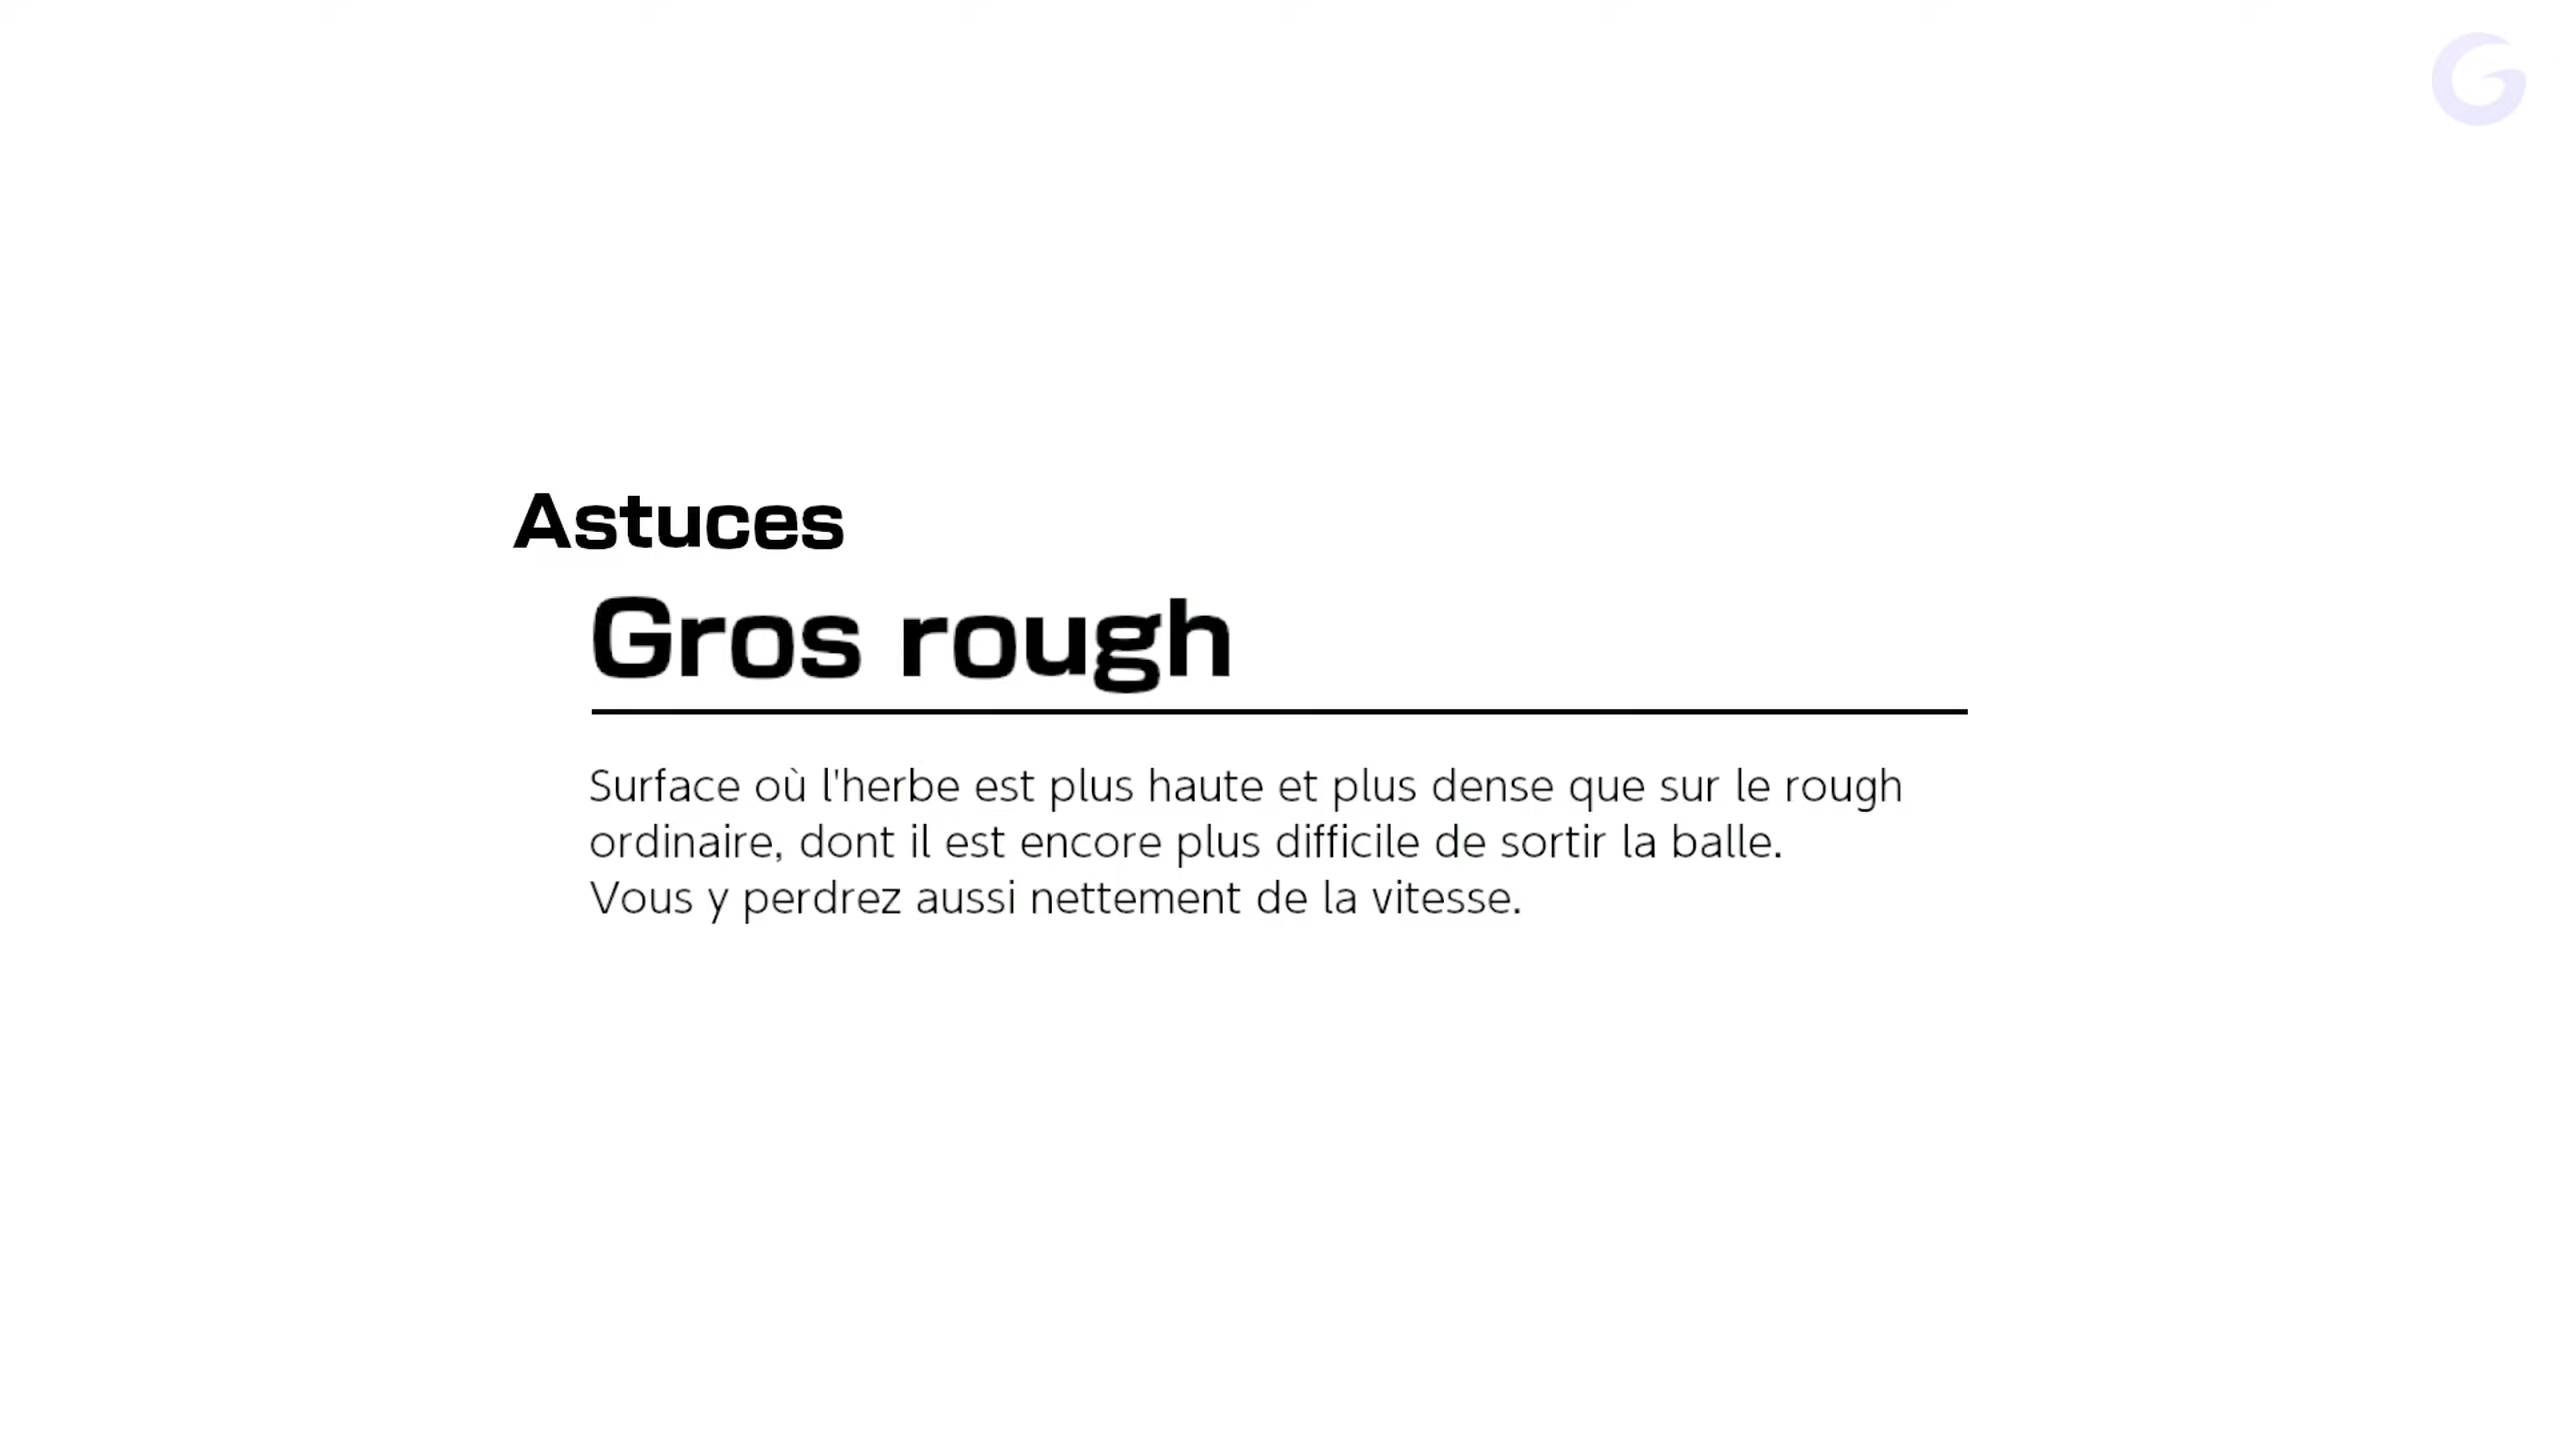 Astuces
Gros rough
Surface où l'herbe est plus haute et plus dense que sur le rough
ordinaire, dont il est encore plus difficile de sortir la balle.
Vous y perdrez aussi nettement de la vitesse.